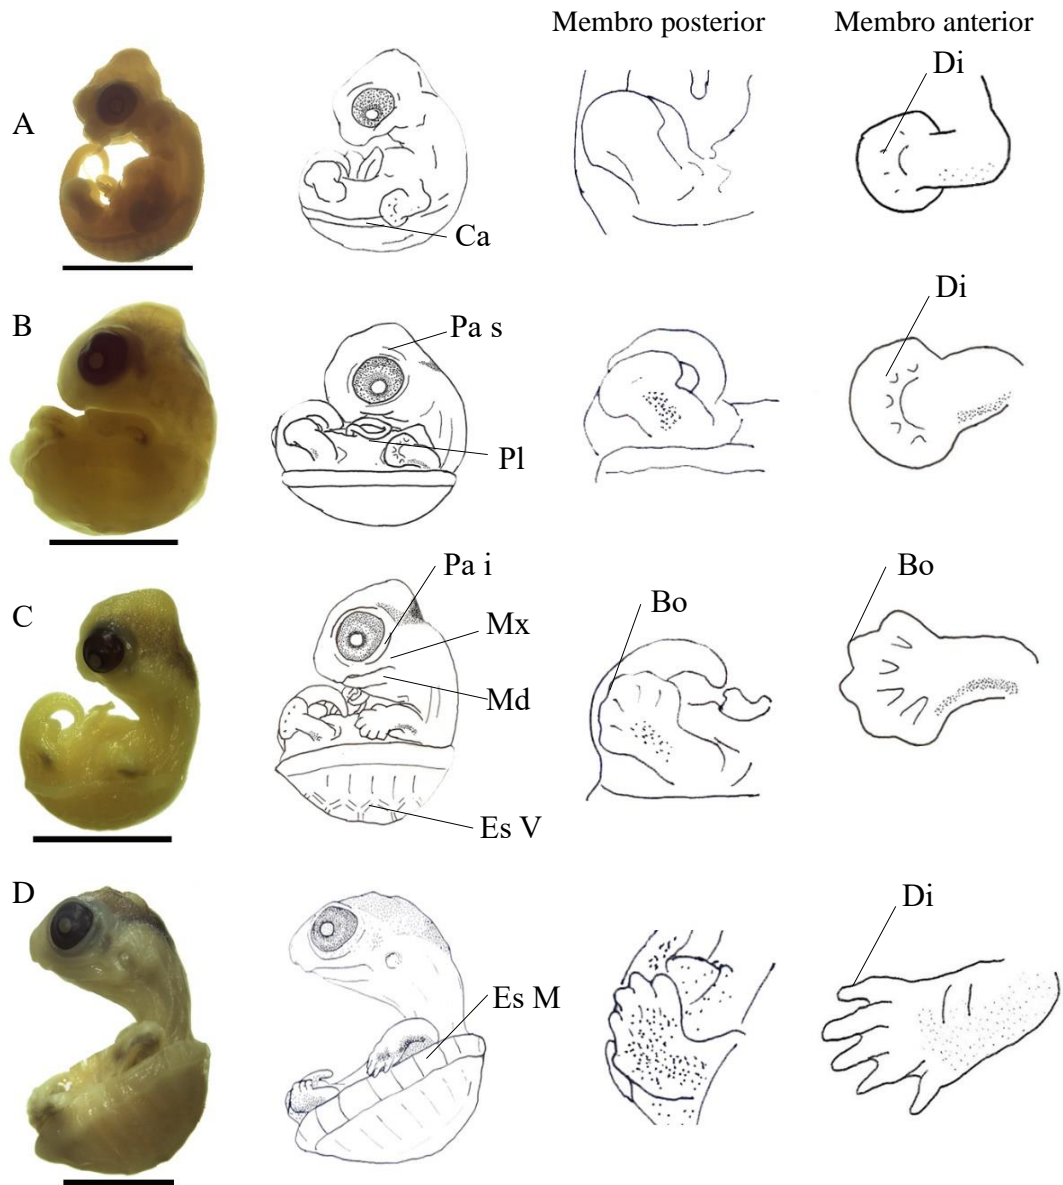 Membro posterior
Membro anterior
A
Di
Ca
B
Pa s
Di
Pl
C
Pa i
Mx
Md
Es V
Bo
Bo
D
Es M
Di